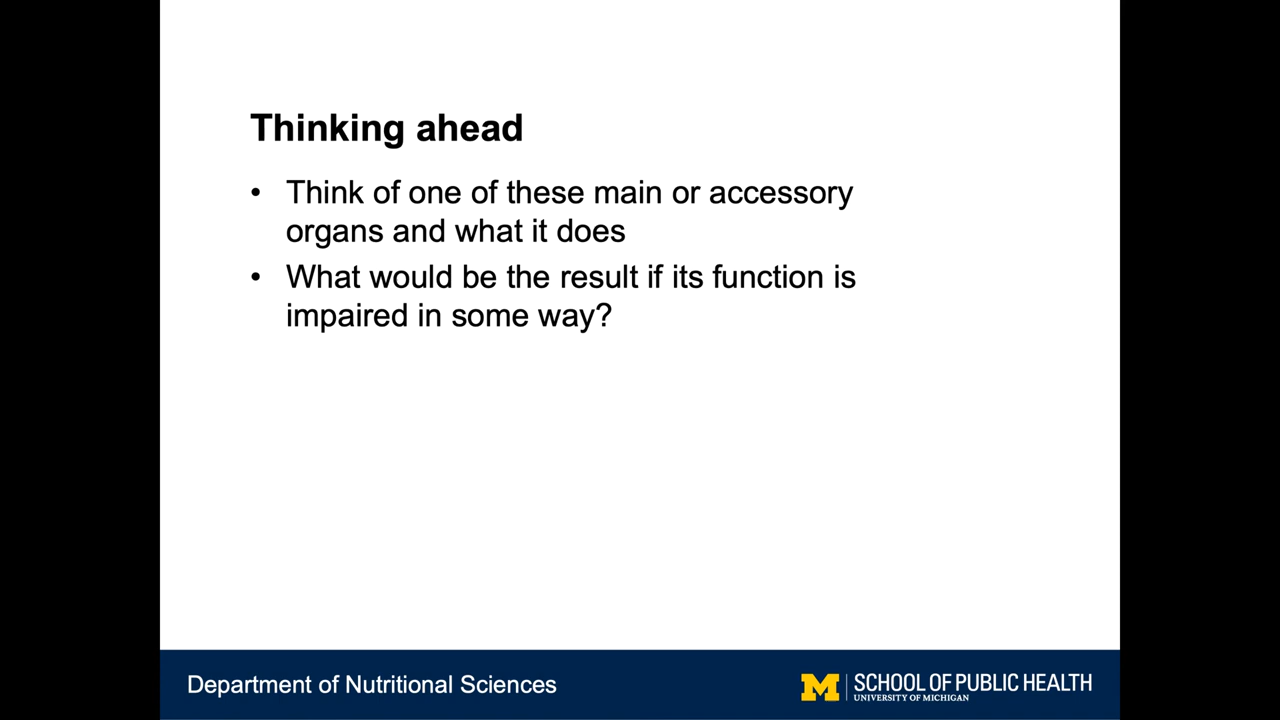 Thinking ahead
• Think of one of these main or accessory
organs and what it does
• What would be the result if its function is
impaired in some way?
Department of Nutritional Sciences
M SCHOOL OF PUBLIC HEALTH
UNIVERSITY OF MICHIGAN